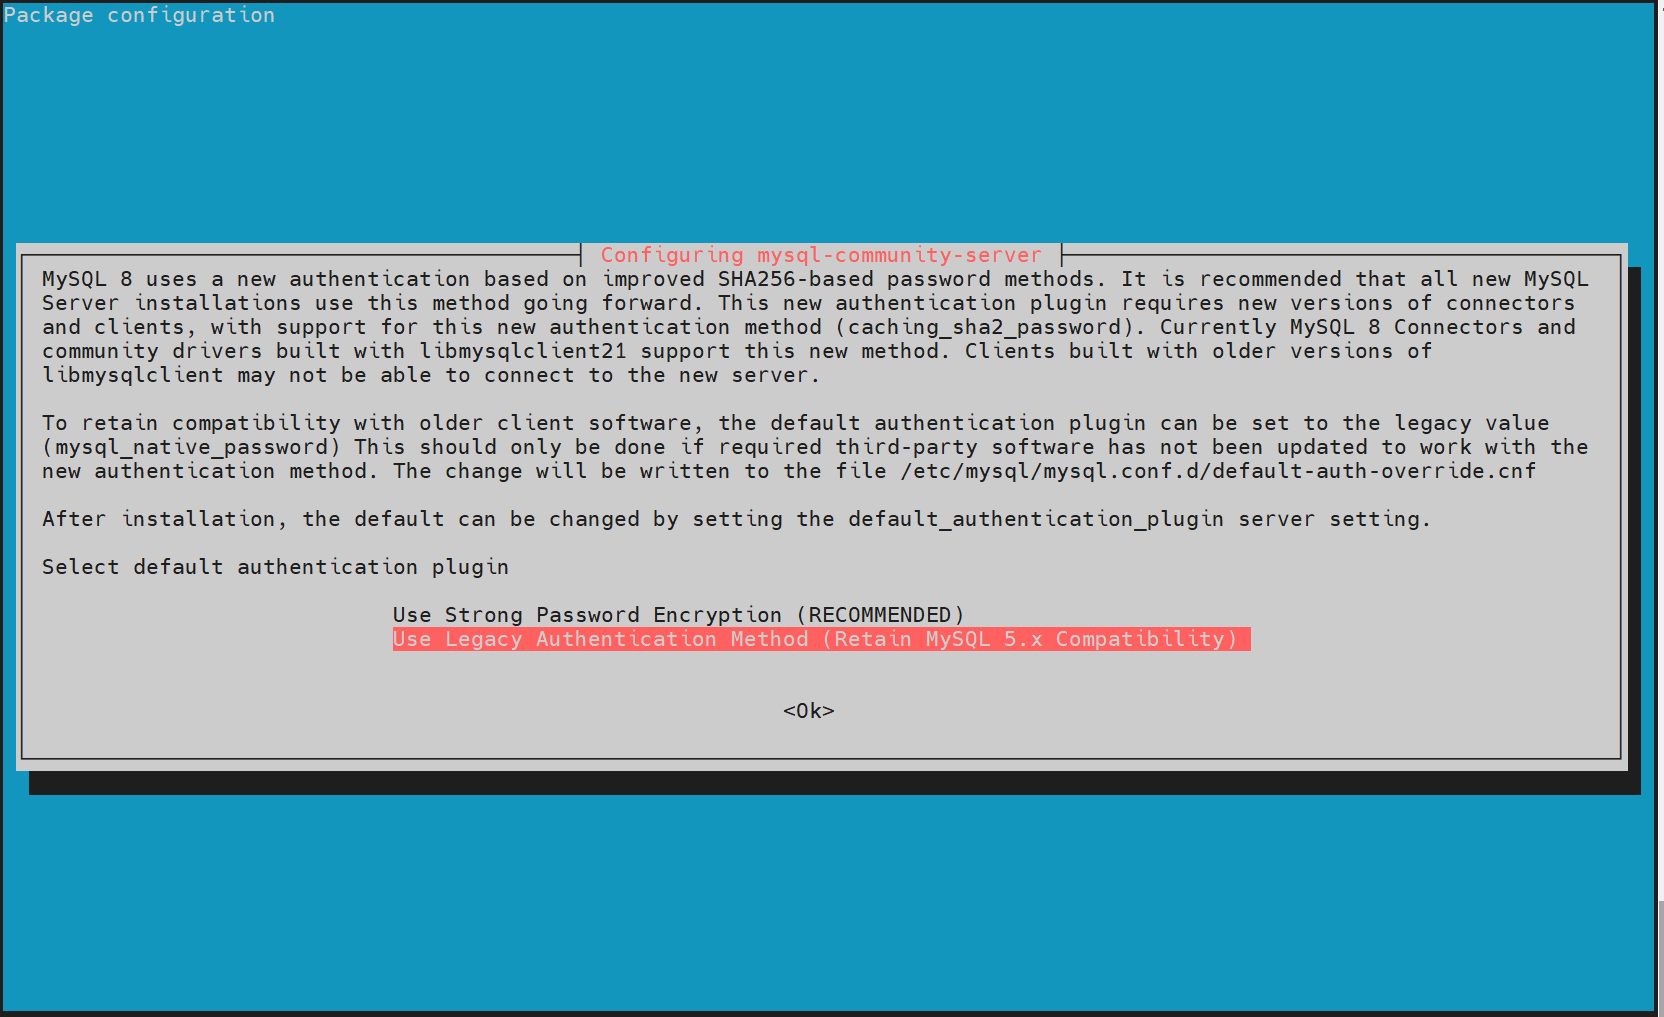 Package configuration
Configuring mysql-community-server
MySQL 8 uses a new authentication based on improved SHA256-based password methods. It is recommended that all new MySQL
Server installations use this method going forward. This new authentication plugin requires new versions of connectors
and clients, with support for this new authentication method (caching_sha2_password). Currently MySQL 8 Connectors and
community drivers built with libmysqlclient21 support this new method. Clients built with older versions of
libmysqlclient may not be able to connect to the new server.
To retain compatibility with older client software, the default authentication plugin can be set to the legacy value
(mysql_native_password) This should only be done if required third-party software has not been updated to work with the
new authentication method. The change will be written to the file /etc/mysql/mysql.conf.d/default-auth-override.cnf
After installation, the default can be changed by setting the default_authentication_plugin server setting.
Select default authentication plugin
Use Strong Password Encryption (RECOMMENDED)
Use Legacy Authentication Method (Retain MySQL 5.x Compatibility)
<Ok>